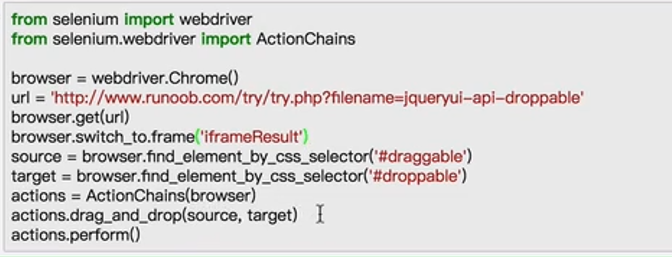 from selenium import webdriver
from selenium.webdriver import ActionChains
browser = webdriver.Chrome()
url = 'http://www.runoob.com/try/try.php?filename=jqueryui-api-droppable'
browser.get(url)
browser.switch_to.frame('iframeResult')
source = browser.find_element_by_css_selector('#draggable')
target = browser.find_element_by_css_selector('#droppable')
actions = ActionChains(browser)
actions.drag_and_drop(source, target)
actions.perform()